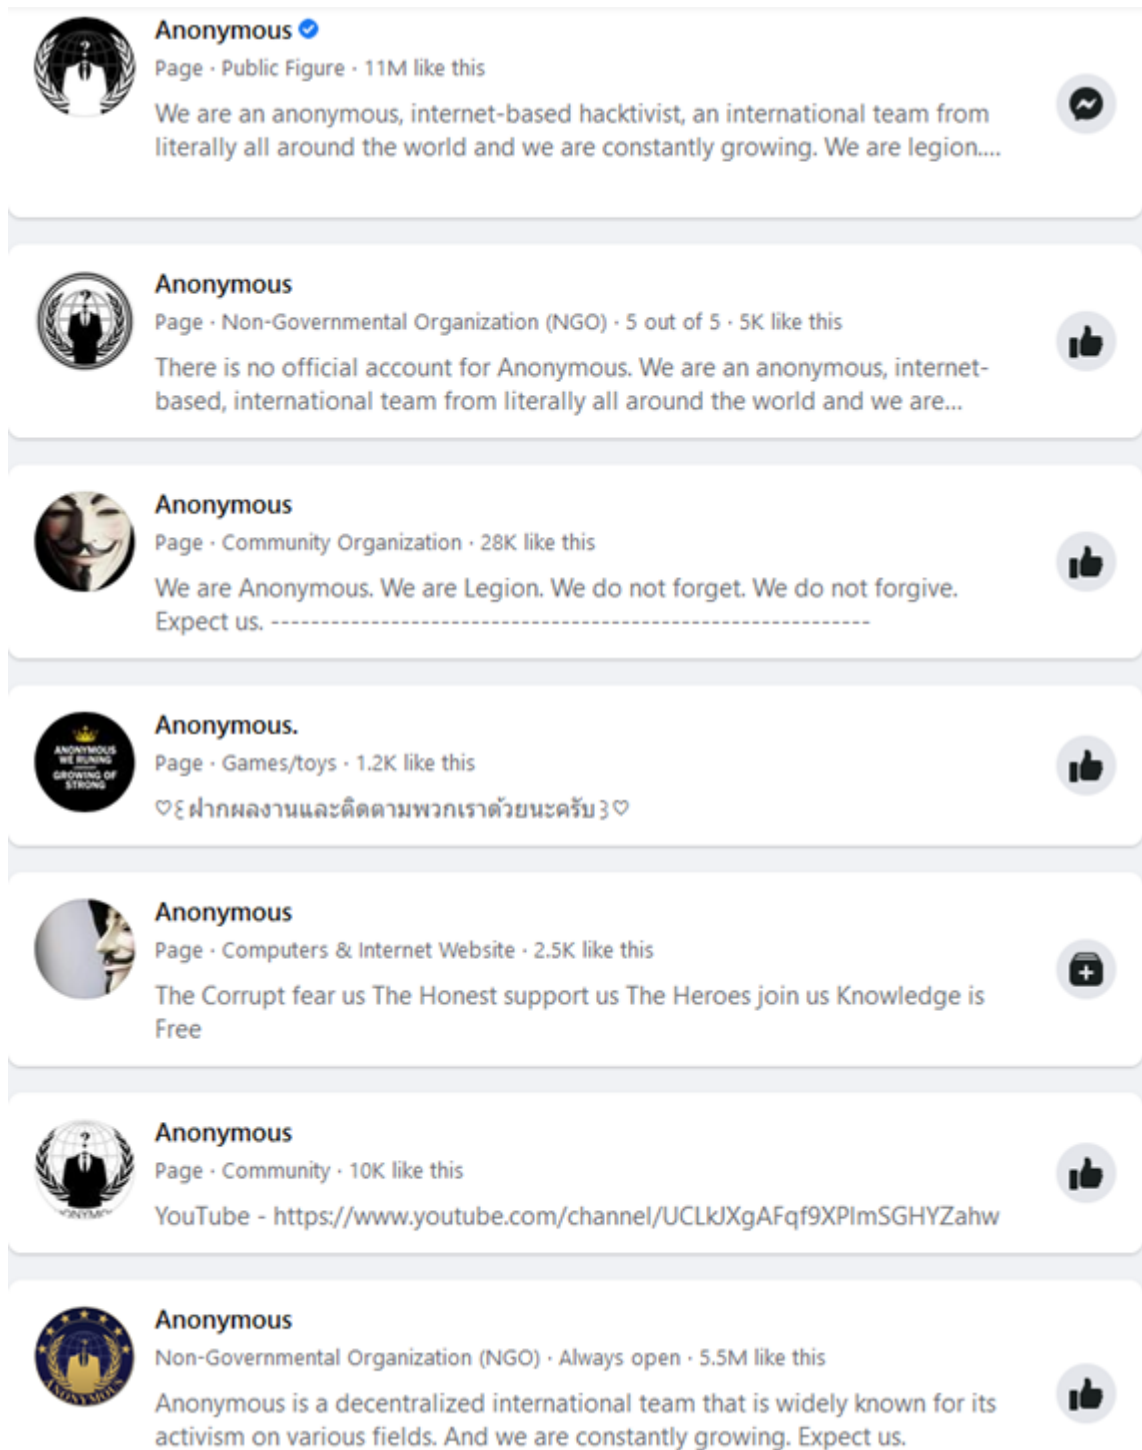 Anonymous
Page · Public Figure · 11M like this
We are an anonymous, internet-based hacktivist, an international team from
literally all around the world and we are constantly growing. We are legion....
Anonymous
Page · Non-Governmental Organization (NGO) · 5 out of 5 · 5K like this
There is no official account for Anonymous. We are an anonymous, internet-
based, international team from literally all around the world and we are...
Anonymous
Page · Community Organization · 28K like this
We are Anonymous. We are Legion. We do not forget. We do not forgive.
Expect us. ------------------------------------------------------------
ANONYMOUS
WE RUNING
GROWING OF
STRONG
Anonymous.
Page · Games/toys · 1.2K like this
♡꒰ฝากผลงานและติดตามพวกเราด้วยนะครับ꒱♡
Anonymous
Page · Computers & Internet Website · 2.5K like this
The Corrupt fear us The Honest support us The Heroes join us Knowledge is
Free
Anonymous
Page · Community · 10K like this
YouTube - https://www.youtube.com/channel/UCLkJXgAFqf9XPlmSGHYZahw
ANONYMOUS
Anonymous
Non-Governmental Organization (NGO) · Always open · 5.5M like this
Anonymous is a decentralized international team that is widely known for its
activism on various fields. And we are constantly growing. Expect us.